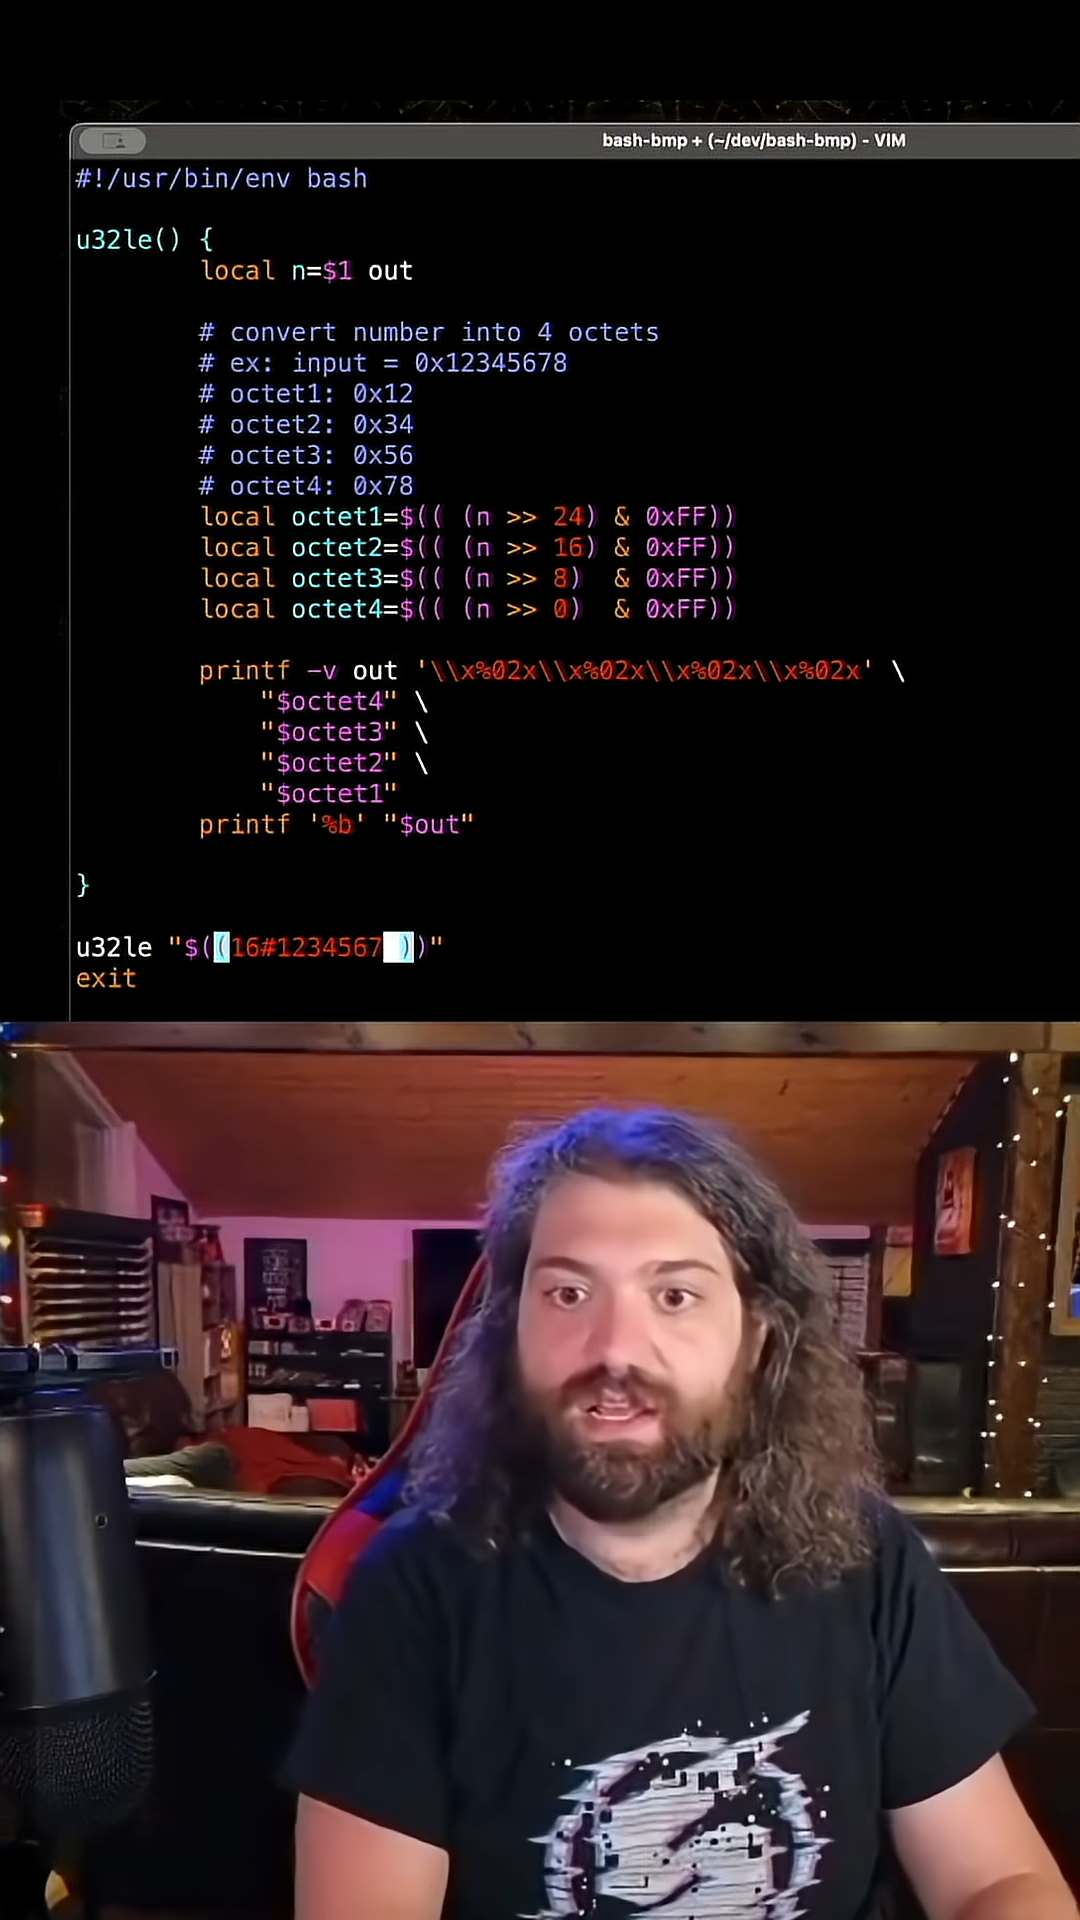 bash-bmp + (~/dev/bash-bmp) - VIM
#!/usr/bin/env bash
u32le() {
local n=$1 out
# convert number into 4 octets
# ex: input = 0x12345678
# octet1: 0x12
# octet2: 0x34
# octet3: 0x56
# octet4: 0x78
local octet1=$(( (n >> 24) & 0xFF))
local octet2=$(( (n >> 16) & 0xFF))
local octet3=$(( (n >> 8)  & 0xFF))
local octet4=$(( (n >> 0)  & 0xFF))
printf -v out '\\x%02x\\x%02x\\x%02x\\x%02x' \
"$octet4" \
"$octet3" \
"$octet2" \
"$octet1"
printf '%b' "$out"
}
u32le "$((16#1234567 ))"
exit